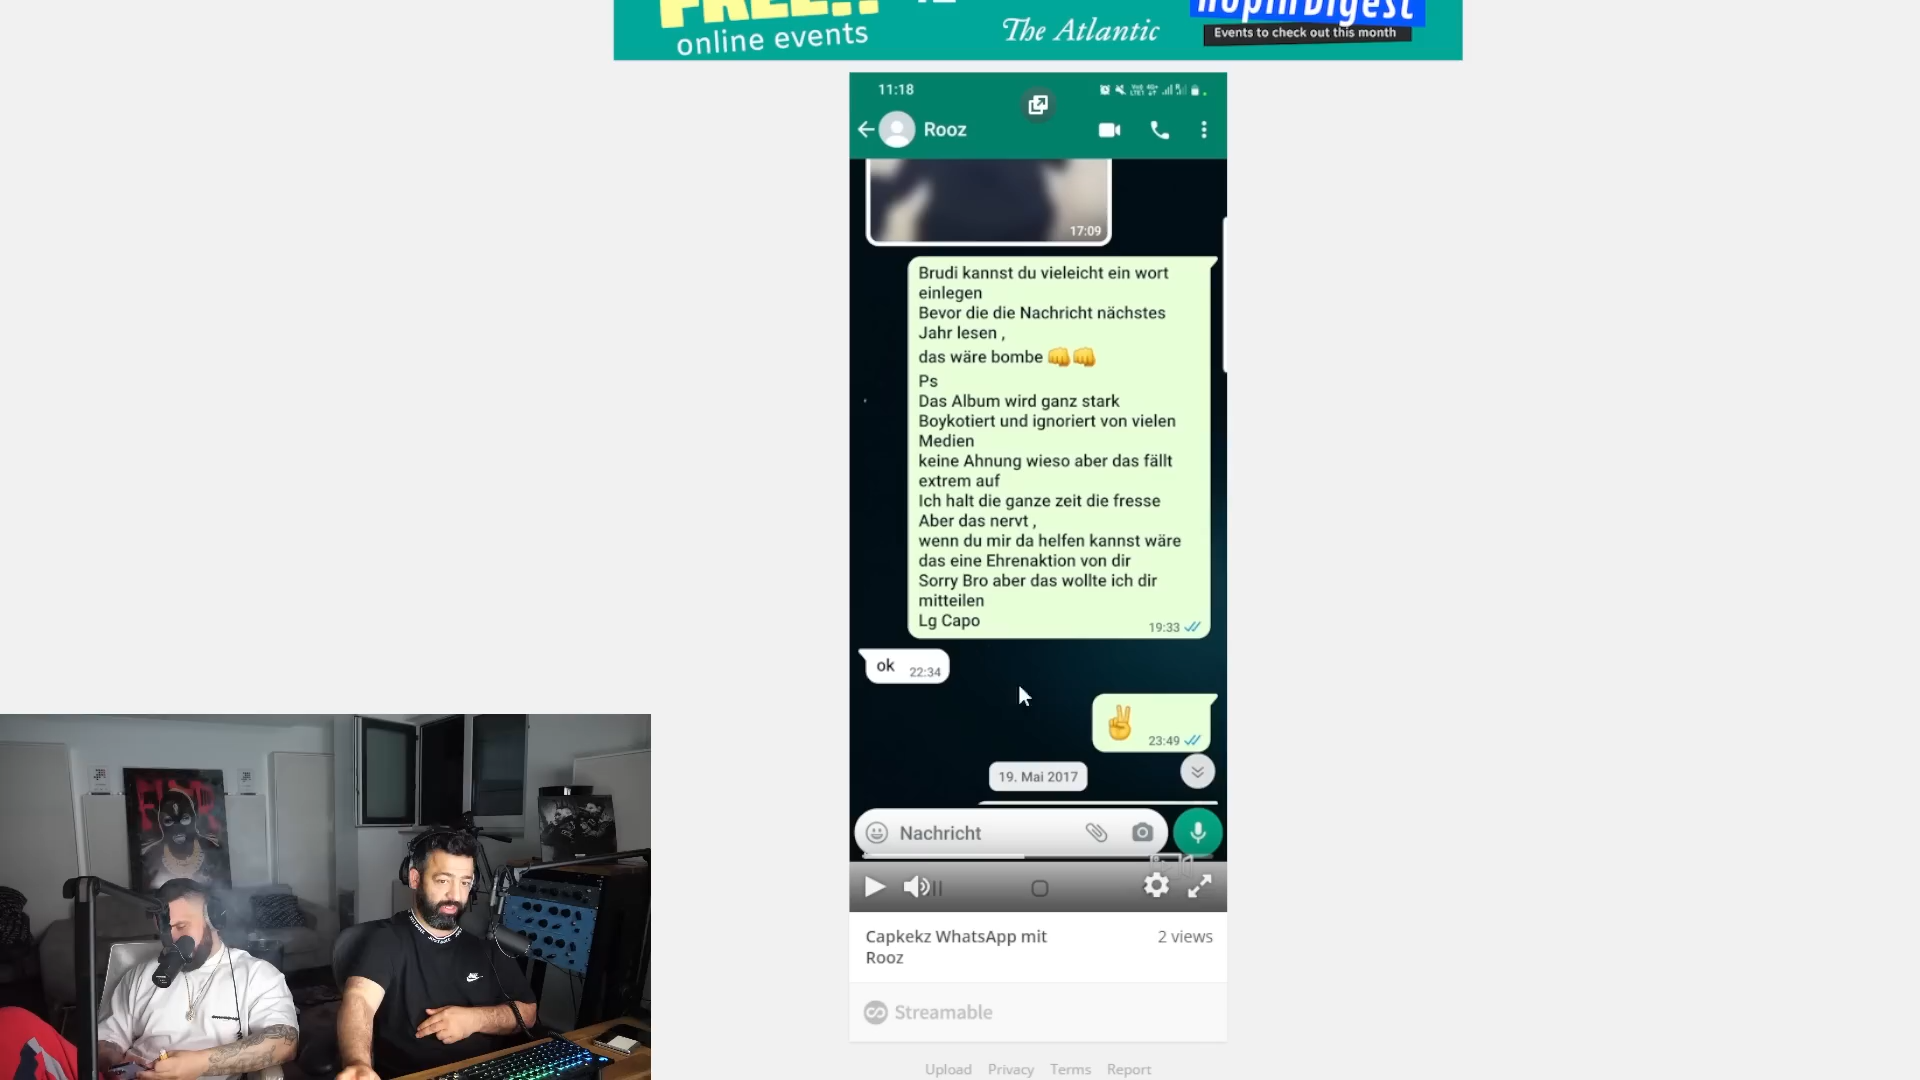 FREE!!
online events
The Atlantic
HopinDigest
Events to check out this month
11:18
Rooz
17:09
Brudi kannst du vieleicht ein wort
einlegen
Bevor die die Nachricht nächstes
Jahr lesen ,
das wäre bombe 👊👊
Ps
Das Album wird ganz stark
Boykotiert und ignoriert von vielen
Medien
keine Ahnung wieso aber das fällt
extrem auf
Ich halt die ganze zeit die fresse
Aber das nervt ,
wenn du mir da helfen kannst wäre
das eine Ehrenaktion von dir
Sorry Bro aber das wollte ich dir
mitteilen
Lg Capo
19:33
ok 22:34
✌ 23:49
19. Mai 2017
Nachricht
Capkekz WhatsApp mit
Rooz
2 views
Streamable
Upload Privacy Terms Report